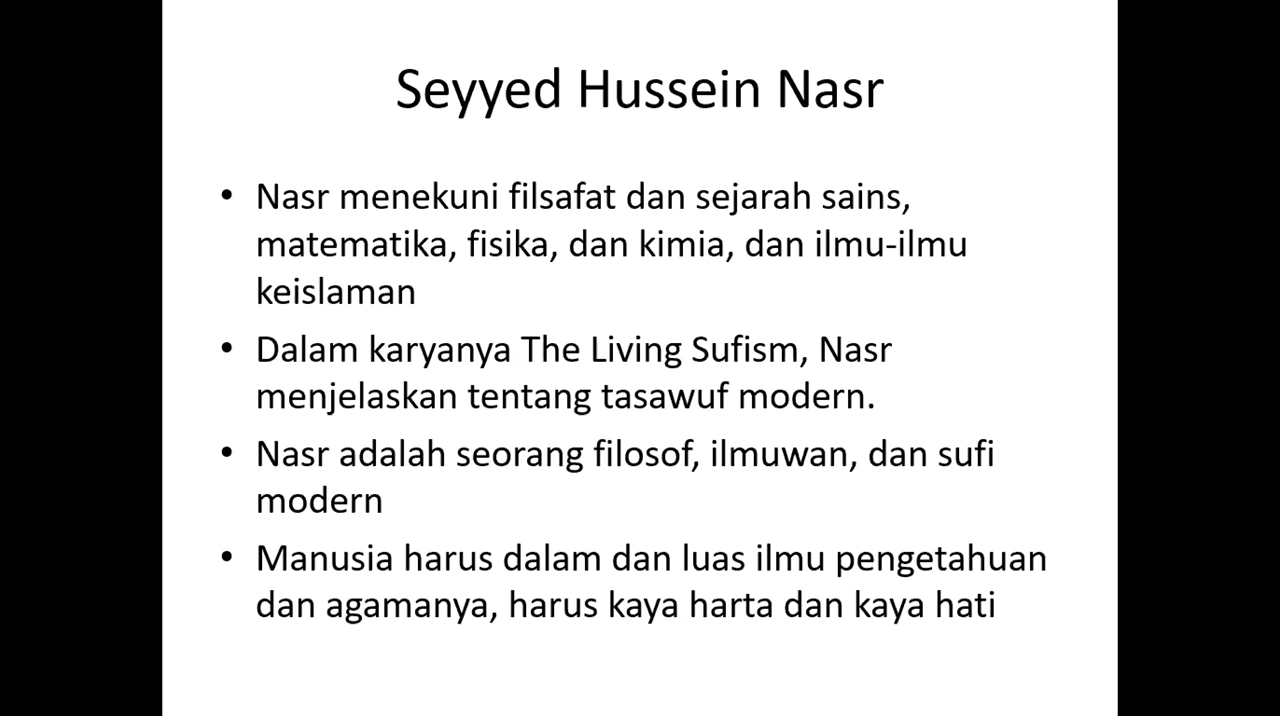 Seyyed Hussein Nasr
• Nasr menekuni filsafat dan sejarah sains,
matematika, fisika, dan kimia, dan ilmu-ilmu
keislaman
• Dalam karyanya The Living Sufism, Nasr
menjelaskan tentang tasawuf modern.
• Nasr adalah seorang filosof, ilmuwan, dan sufi
modern
• Manusia harus dalam dan luas ilmu pengetahuan
dan agamanya, harus kaya harta dan kaya hati